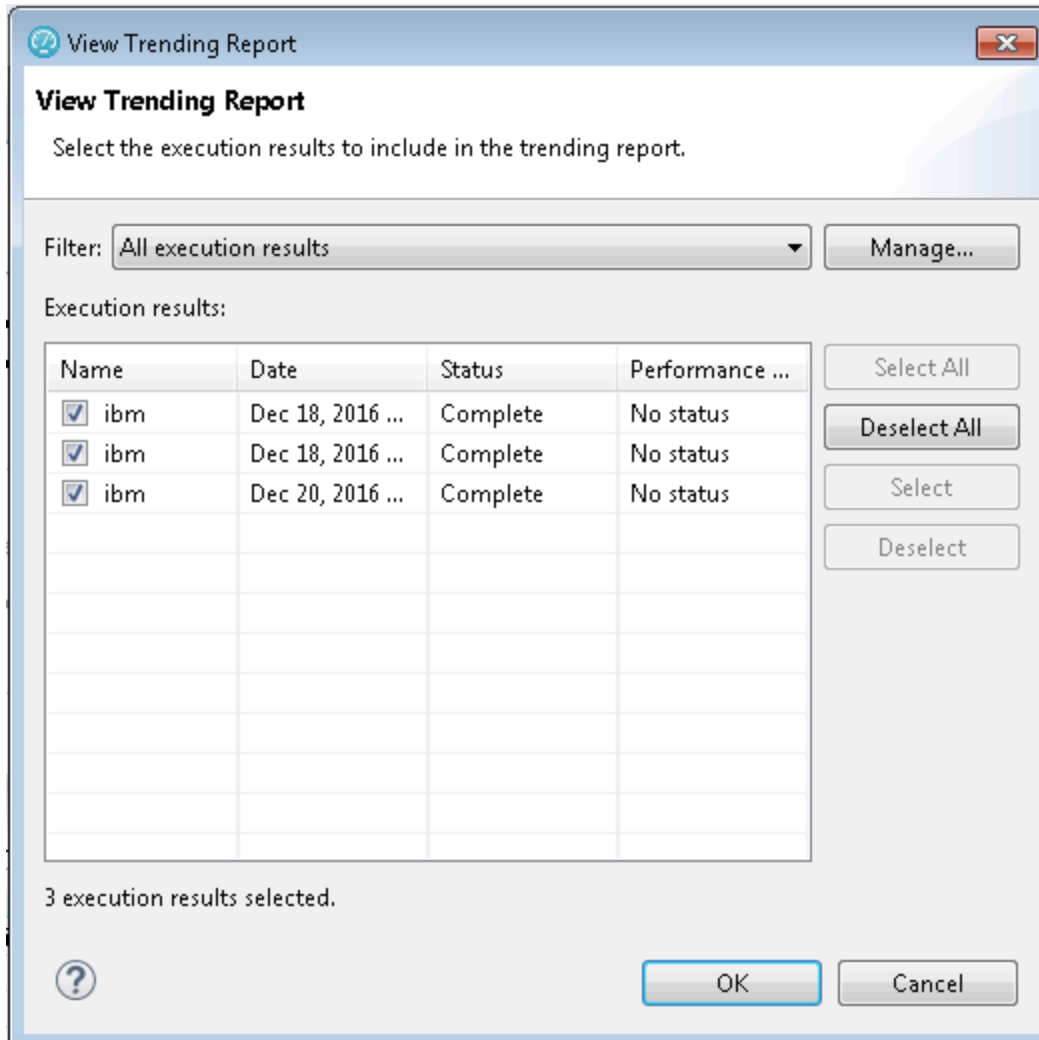 View Trending Report
View Trending Report
Select the execution results to include in the trending report.
Filter: All execution results Manage...
Execution results:
Name Date Status Performance ... Select All
ibm Dec 18, 2016 ... Complete No status Deselect All
ibm Dec 18, 2016 ... Complete No status
ibm Dec 20, 2016 ... Complete No status Select
Deselect
3 execution results selected.
? OK Cancel